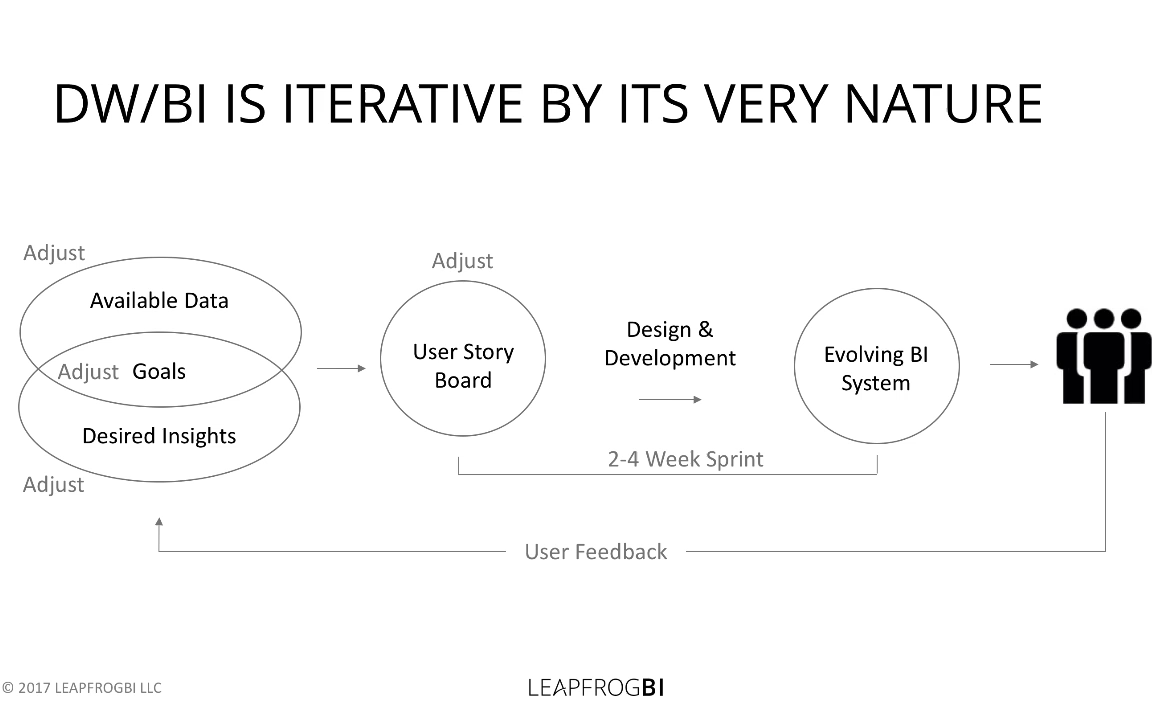 DW/BI IS ITERATIVE BY ITS VERY NATURE
Adjust
Available Data
Adjust Goals
Desired Insights
Adjust
Adjust
User Story
Board
Design &
Development
Evolving BI
System
2-4 Week Sprint
User Feedback
© 2017 LEAPFROGBI LLC
LEAPFROGBI